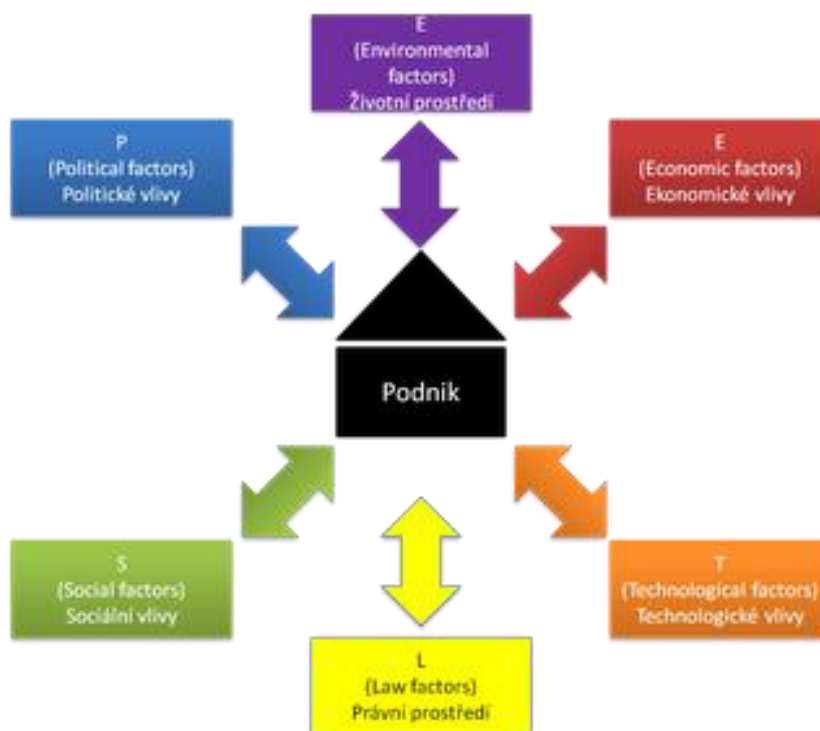 E
(Environmental
factors)
Životní prostředí
P
(Political factors)
Politické vlivy
E
(Economic factors)
Ekonomické vlivy
Podnik
S
(Social factors)
Sociální vlivy
T
(Technological factors)
Technologické vlivy
L
(Law factors)
Právní prostředí